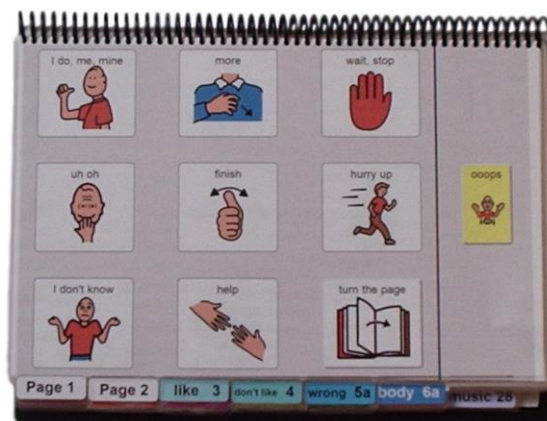 I do, me, mine
more
wait, stop
uh oh
finish
hurry up
ooops
I don't know
help
turn the page
Page 1
Page 2
like 3
don't like 4
wrong 5a
body 6a
music 28